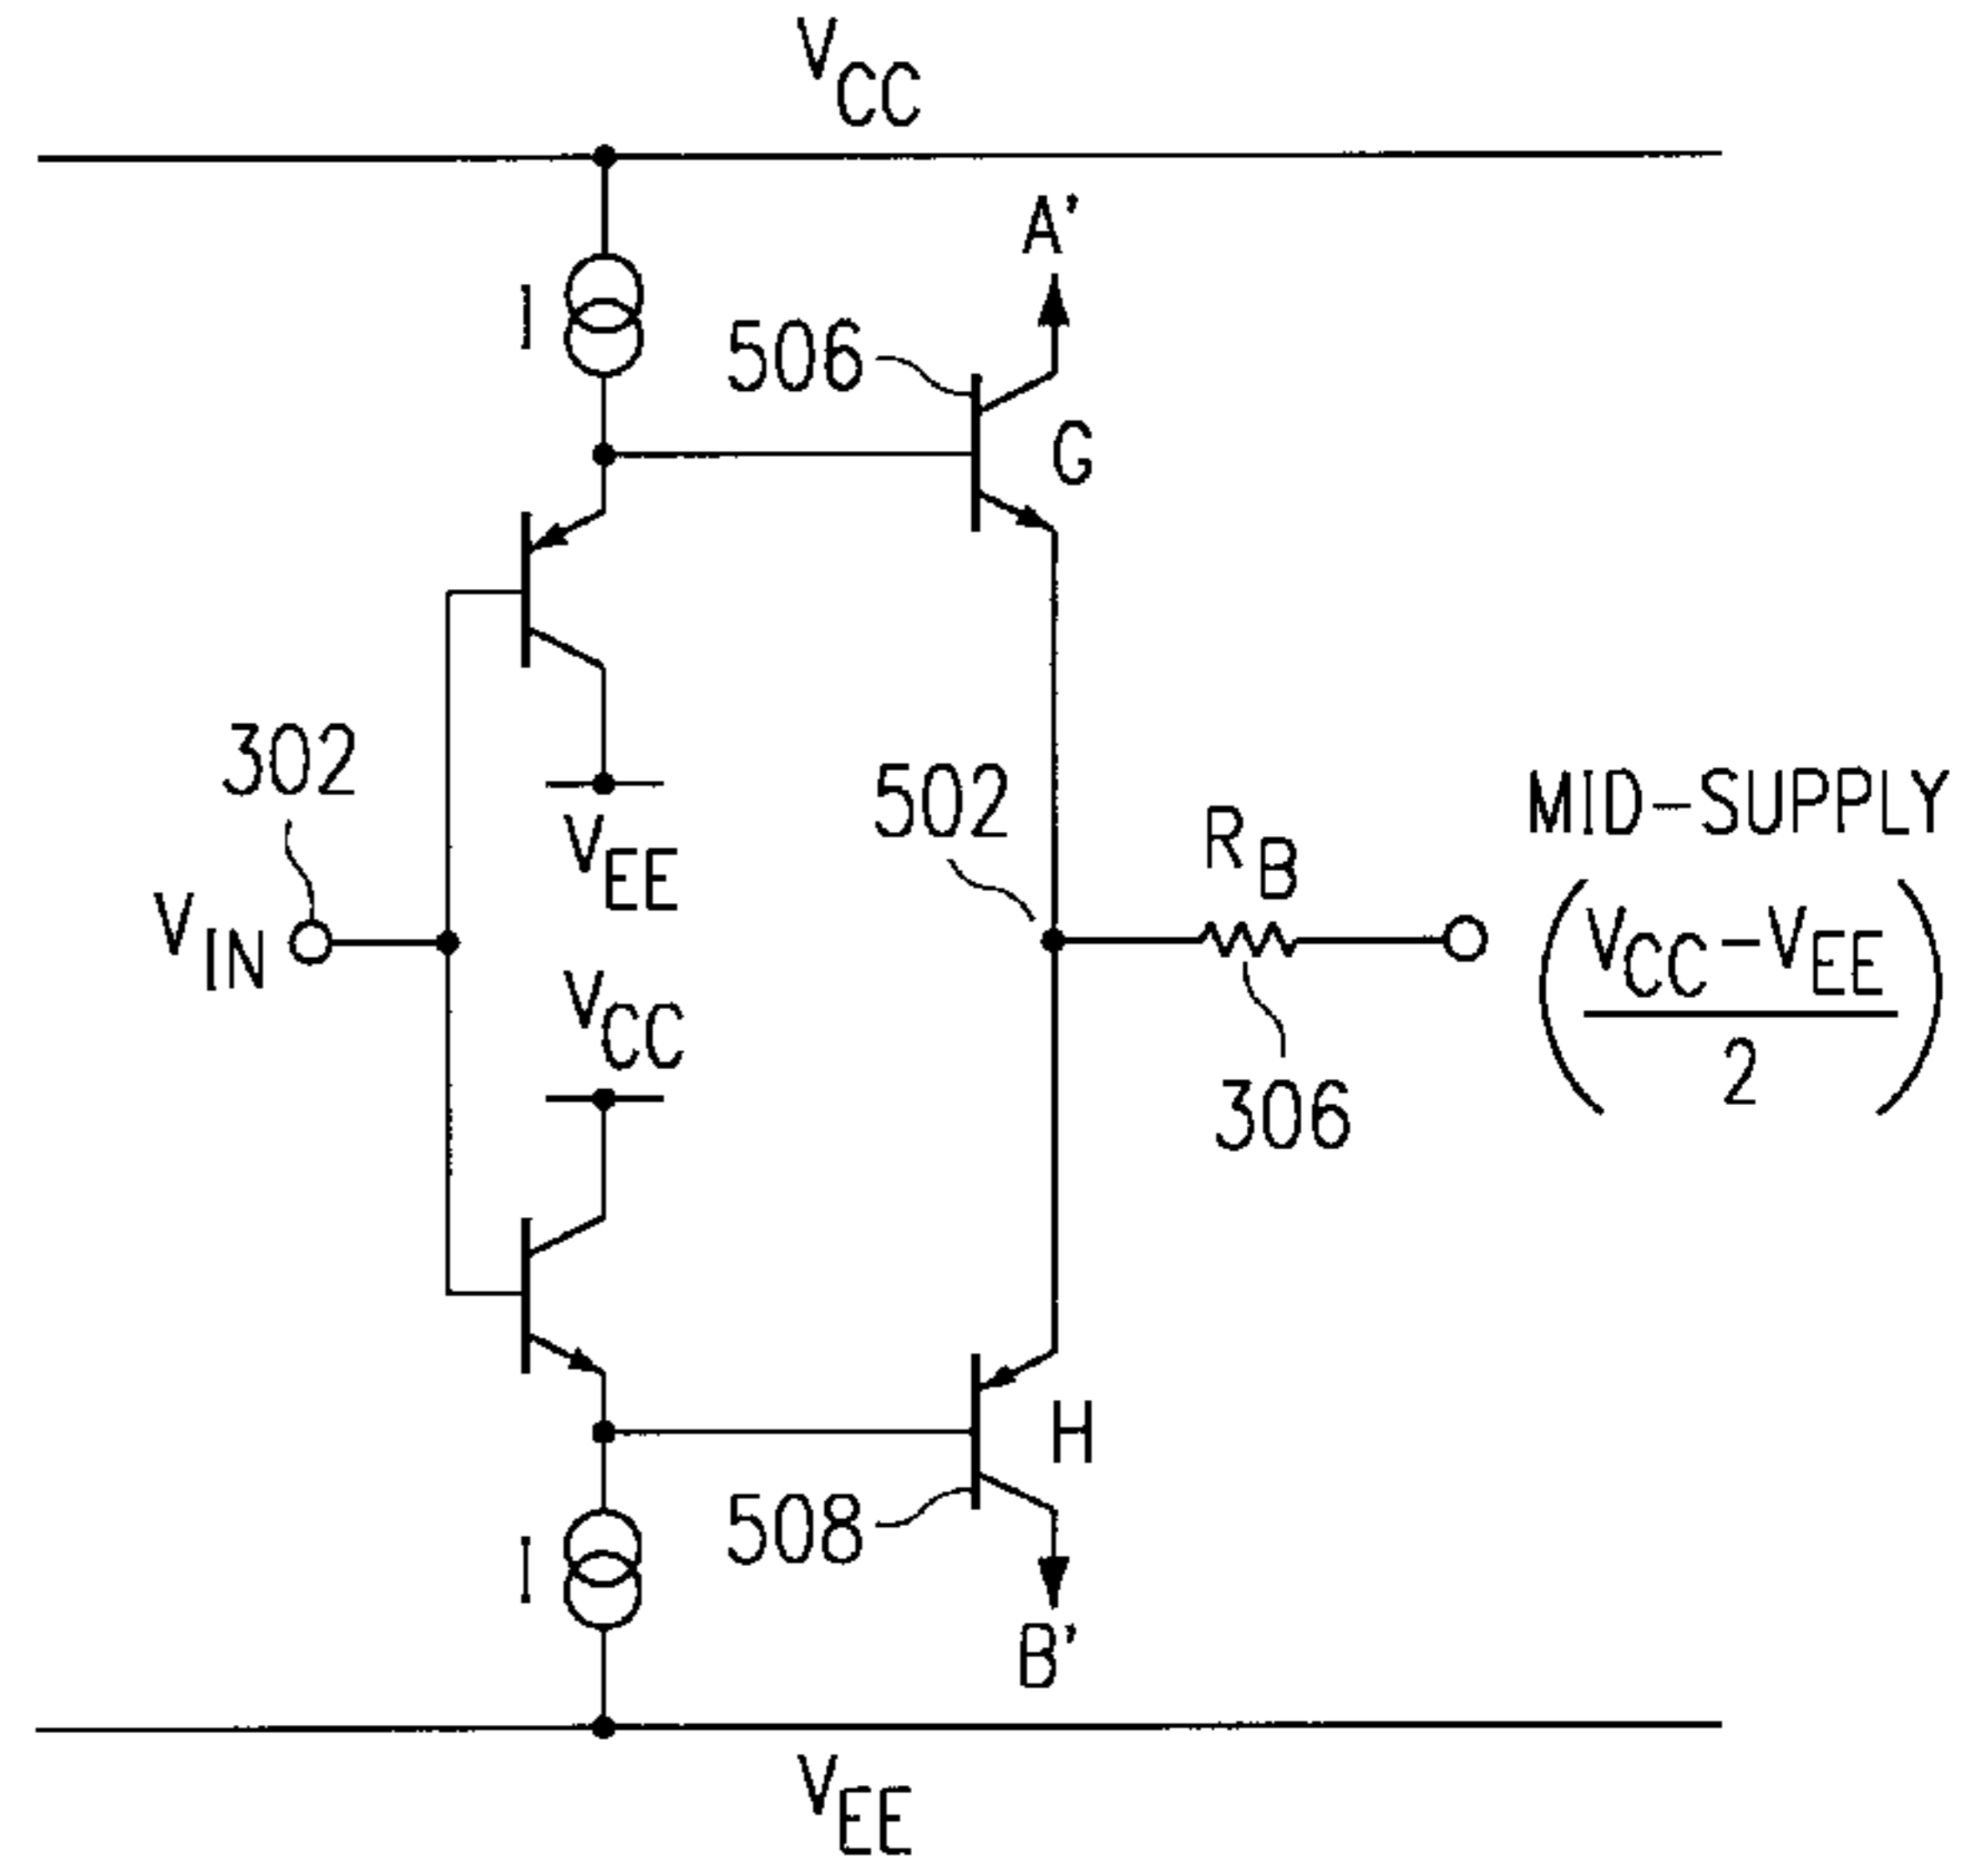 VCC
A'
I
506
G
302
VEE
502
RB
MID-SUPPLY
VIN
(VCC-VEE
2)
VCC
306
H
508
I
B'
VEE